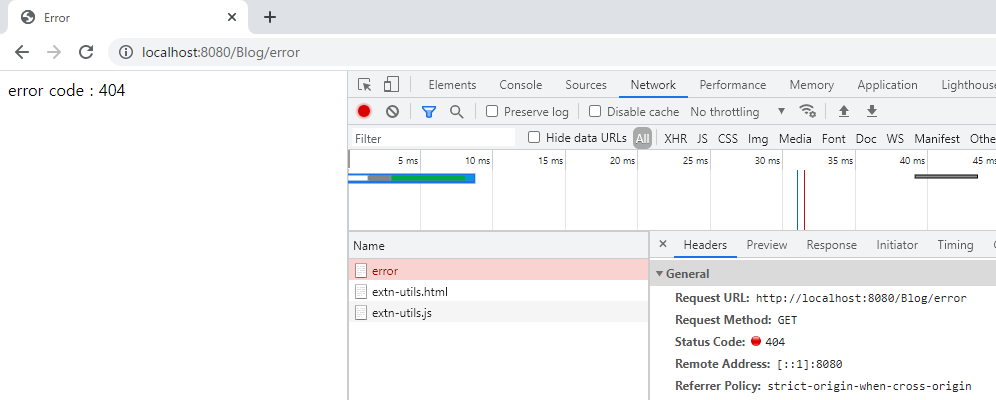 Error
localhost:8080/Blog/error
error code : 404
Elements Console Sources Network Performance Memory Application Lighthouse
Preserve log Disable cache No throttling
Filter Hide data URLs All XHR JS CSS Img Media Font Doc WS Manifest Othe
5 ms 10 ms 15 ms 20 ms 25 ms 30 ms 35 ms 40 ms 45 ms
Name
error
extn-utils.html
extn-utils.js
Headers Preview Response Initiator Timing
General
Request URL: http://localhost:8080/Blog/error
Request Method: GET
Status Code: 404
Remote Address: [::1]:8080
Referrer Policy: strict-origin-when-cross-origin